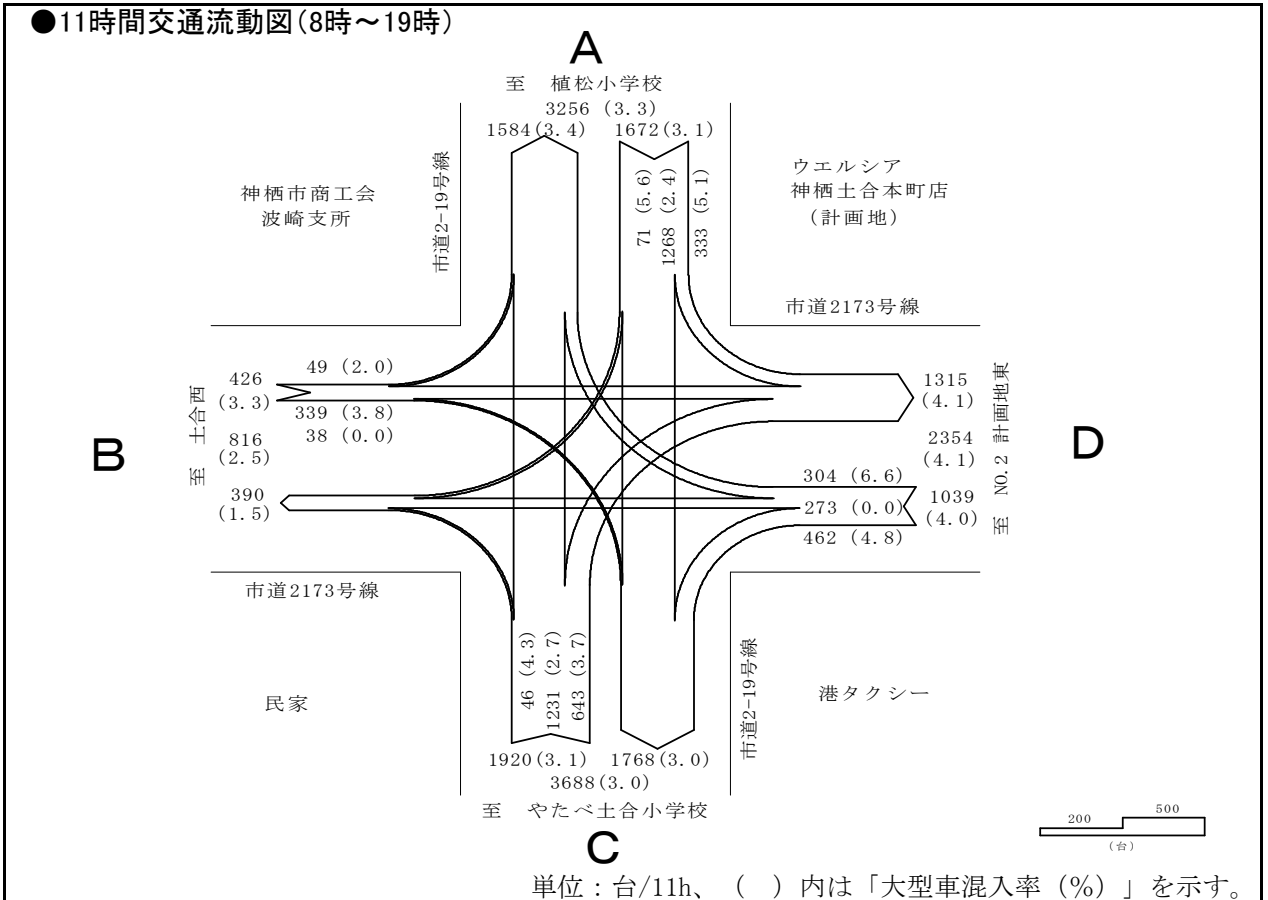 ●11時間交通流動図(8時～19時)
A
至　植松小学校
3256 (3.3)
1584(3.4)
1672(3.1)
市道2-19号線
神栖市商工会
波崎支所
71 (5.6)
1268 (2.4)
333 (5.1)
ウエルシア
神栖土合本町店
(計画地)
市道2173号線
B
至　土合西
426
(3.3)
816
(2.5)
390
(1.5)
49 (2.0)
339 (3.8)
38 (0.0)
1315
(4.1)
2354
(4.1)
1039
(4.0)
304 (6.6)
273 (0.0)
462 (4.8)
至　NO.2 計画地東
D
市道2173号線
民家
46 (4.3)
1231 (2.7)
643 (3.7)
市道2-19号線
港タクシー
1920(3.1)
1768(3.0)
3688(3.0)
至　やたべ土合小学校
C
200
500
(台)
単位：台/11h、（　）内は「大型車混入率（%）」を示す。